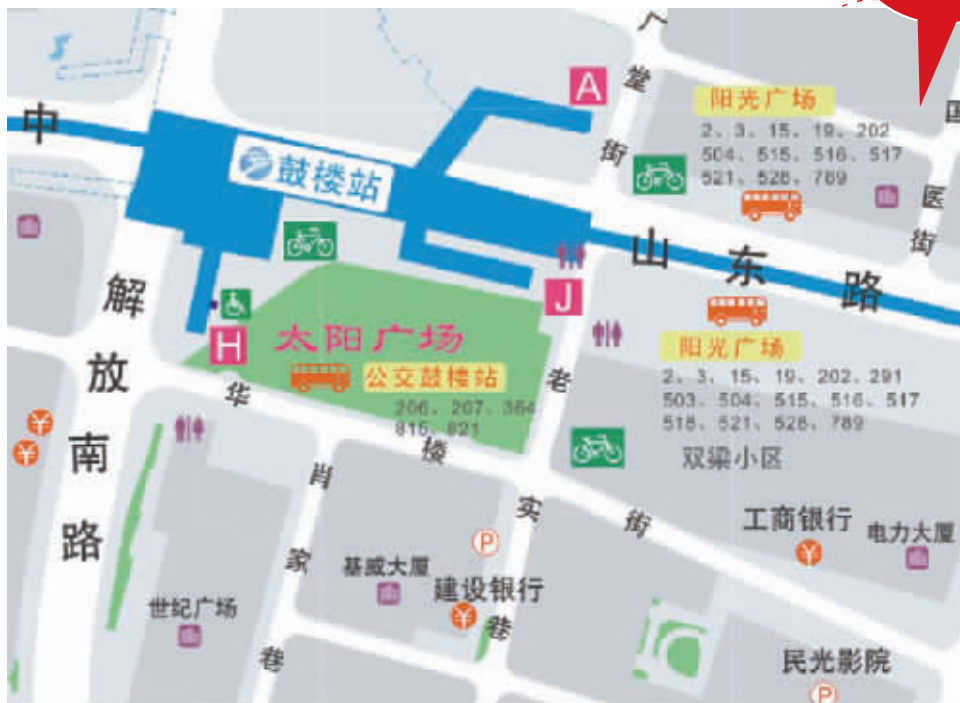 广堂街
A
阳光广场
2、3、15、19、202
504、515、516、517
521、528、789
国医街
中山东路
鼓楼站
解放南路
J
H
太阳广场
公交鼓楼站
206、207、364
815、821
阳光广场
2、3、15、19、202、291
503、504、515、516、517
518、521、528、789
双梁小区
华楼街
老实巷
肖家巷
¥
¥
P
工商银行
¥
电力大厦
基威大厦
建设银行
¥
世纪广场
民光影院
P